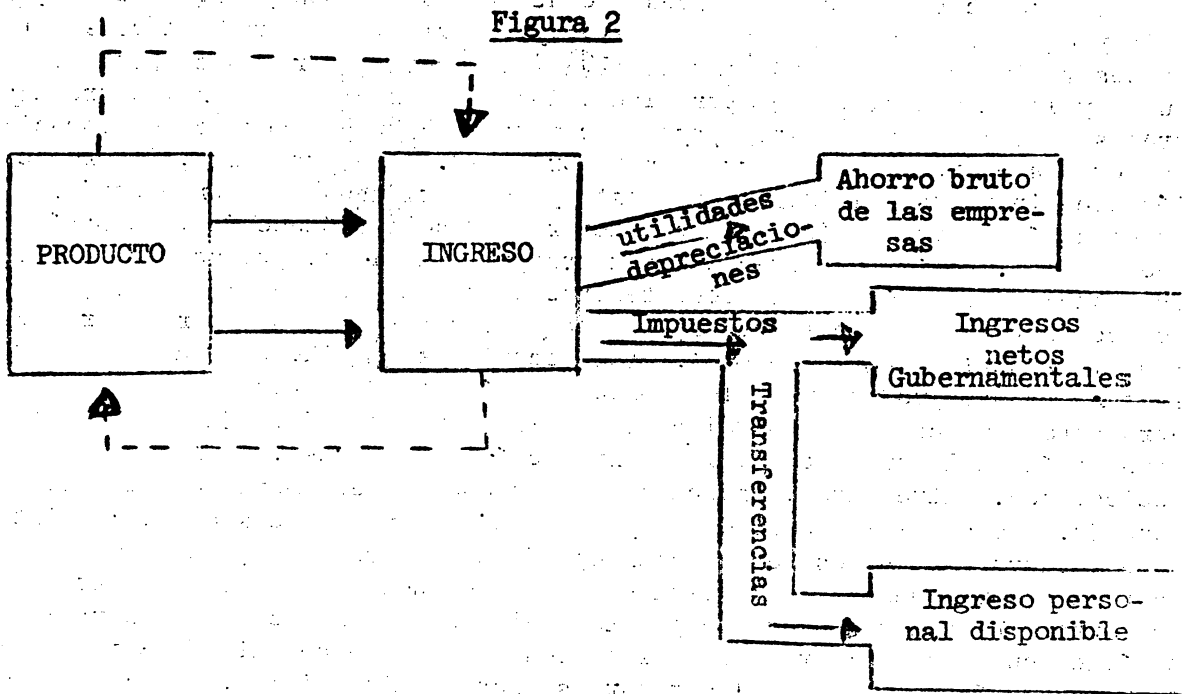 Figura 2
PRODUCTO
INGRESO
utilidades
depreciacio-
nes
Ahorro bruto
de las empre-
sas
Impuestos
Ingresos
netos
Gubernamentales
Transferencias
Ingreso perso-
nal disponible